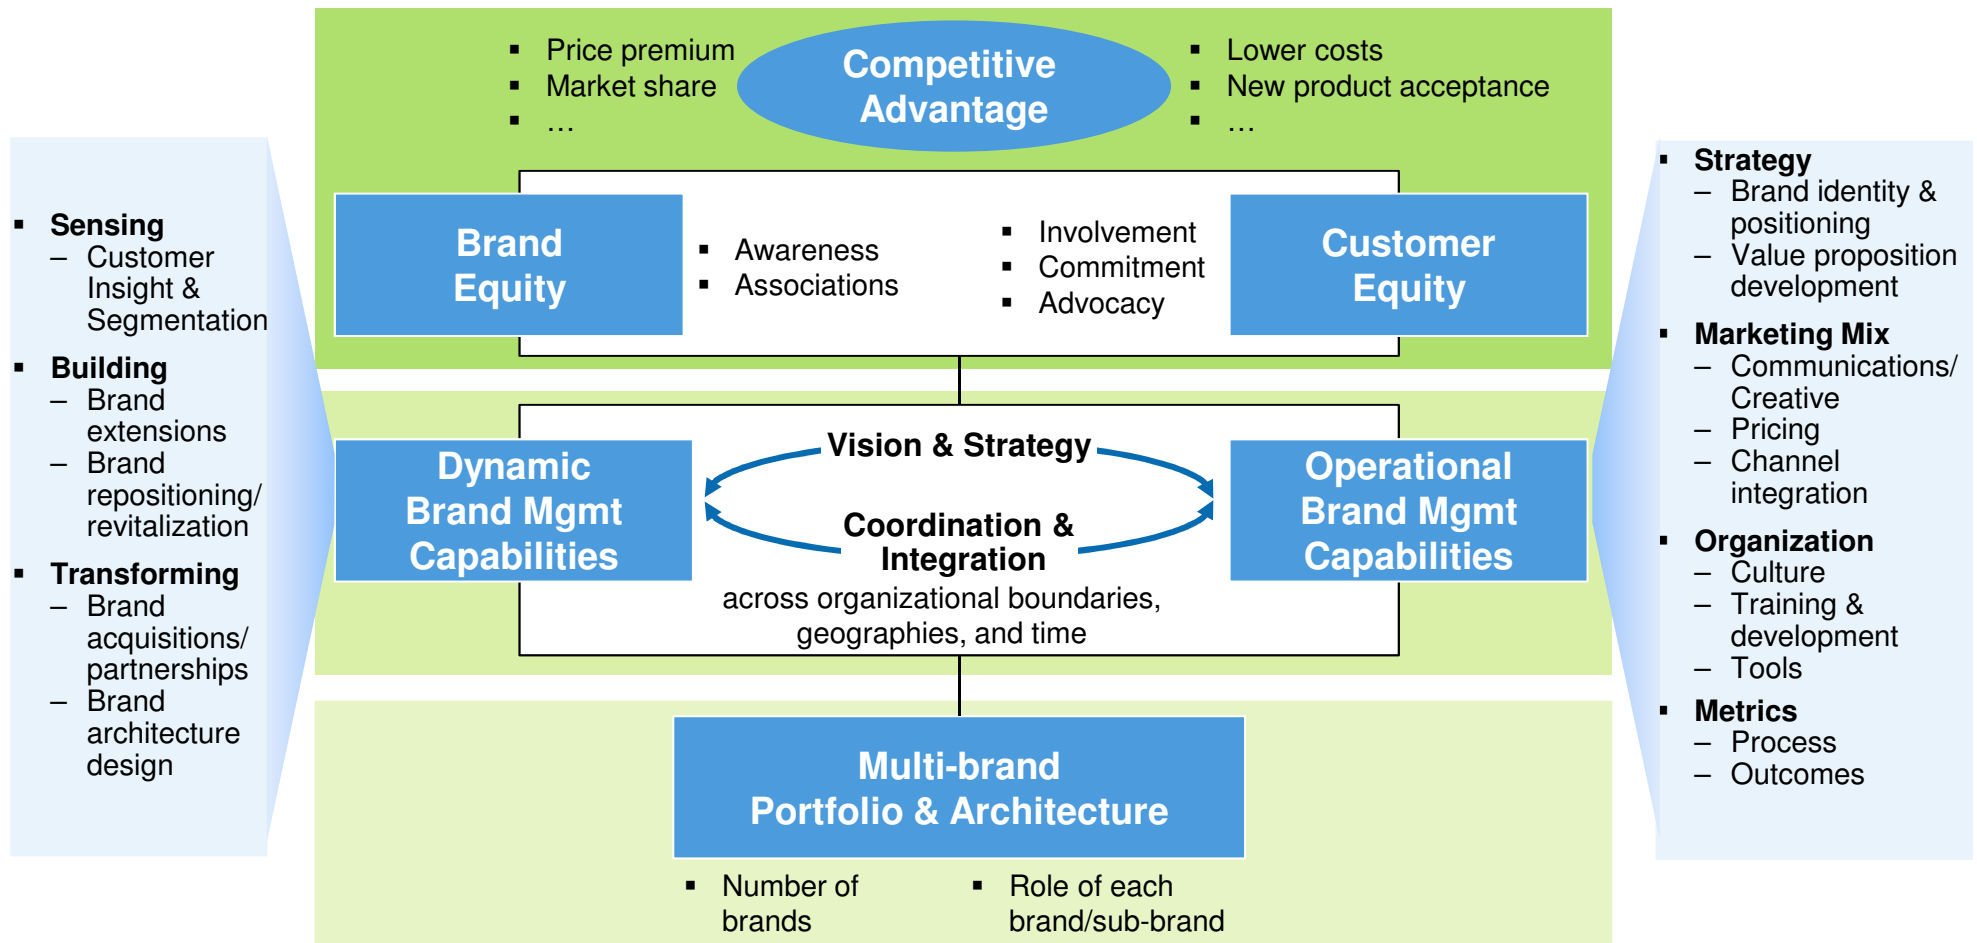 ▪ Price premium
▪ Market share
▪ …
Competitive
Advantage
▪ Lower costs
▪ New product acceptance
▪ …
Brand
Equity
▪ Awareness
▪ Associations
▪ Involvement
▪ Commitment
▪ Advocacy
Customer
Equity
▪ Sensing
– Customer
Insight &
Segmentation
▪ Building
– Brand
extensions
– Brand
repositioning/
revitalization
▪ Transforming
– Brand
acquisitions/
partnerships
– Brand
architecture
design
Dynamic
Brand Mgmt
Capabilities
Vision & Strategy
Coordination &
Integration
across organizational boundaries,
geographies, and time
Operational
Brand Mgmt
Capabilities
▪ Strategy
– Brand identity &
positioning
– Value proposition
development
▪ Marketing Mix
– Communications/
Creative
– Pricing
– Channel
integration
▪ Organization
– Culture
– Training &
development
– Tools
▪ Metrics
– Process
– Outcomes
Multi-brand
Portfolio & Architecture
▪ Number of
brands
▪ Role of each
brand/sub-brand